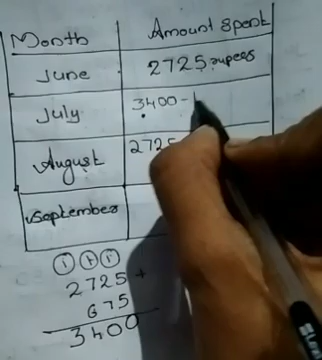 Month Amount Spent
June 2725 rupees
July 3400 -
August 2725
September
1 1 1
2725 +
675
3400